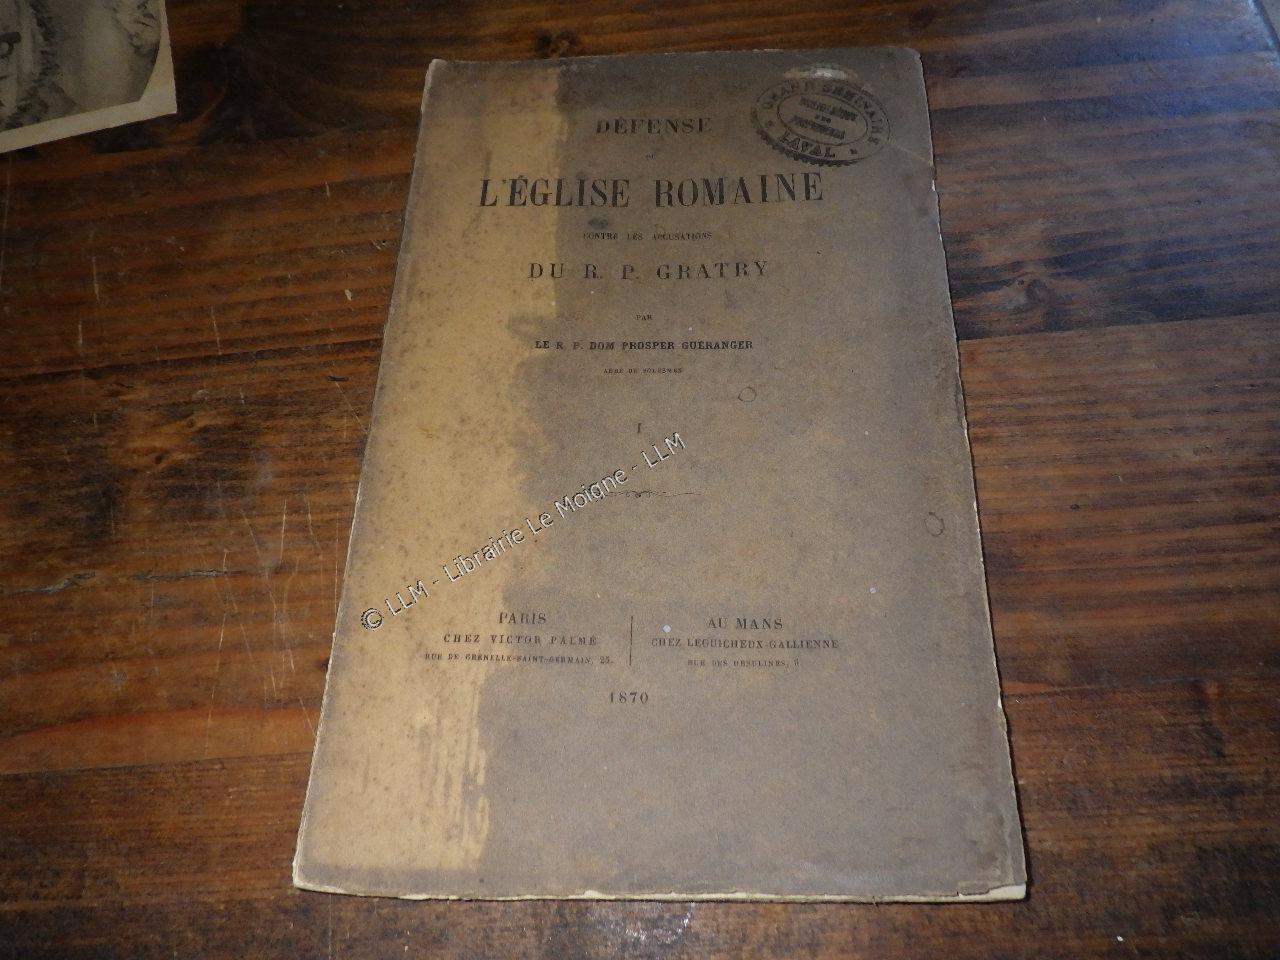 GRAND SÉMINAIRE
LAVAL
DÉFENSE
DE
L'ÉGLISE ROMAINE
CONTRE LES ACCUSATIONS
DU R. P. GRATRY
PAR
LE R. P. DOM PROSPER GUÉRANGER
ABBÉ DE SOLESMES
I
© LLM - Librairie Le Moigne - LLM
PARIS
CHEZ VICTOR PALMÉ
RUE DE GRENELLE-SAINT-GERMAIN, 25.
AU MANS
CHEZ LEGUICHEUX-GALLIENNE
RUE DES URSULINES, 8
1870